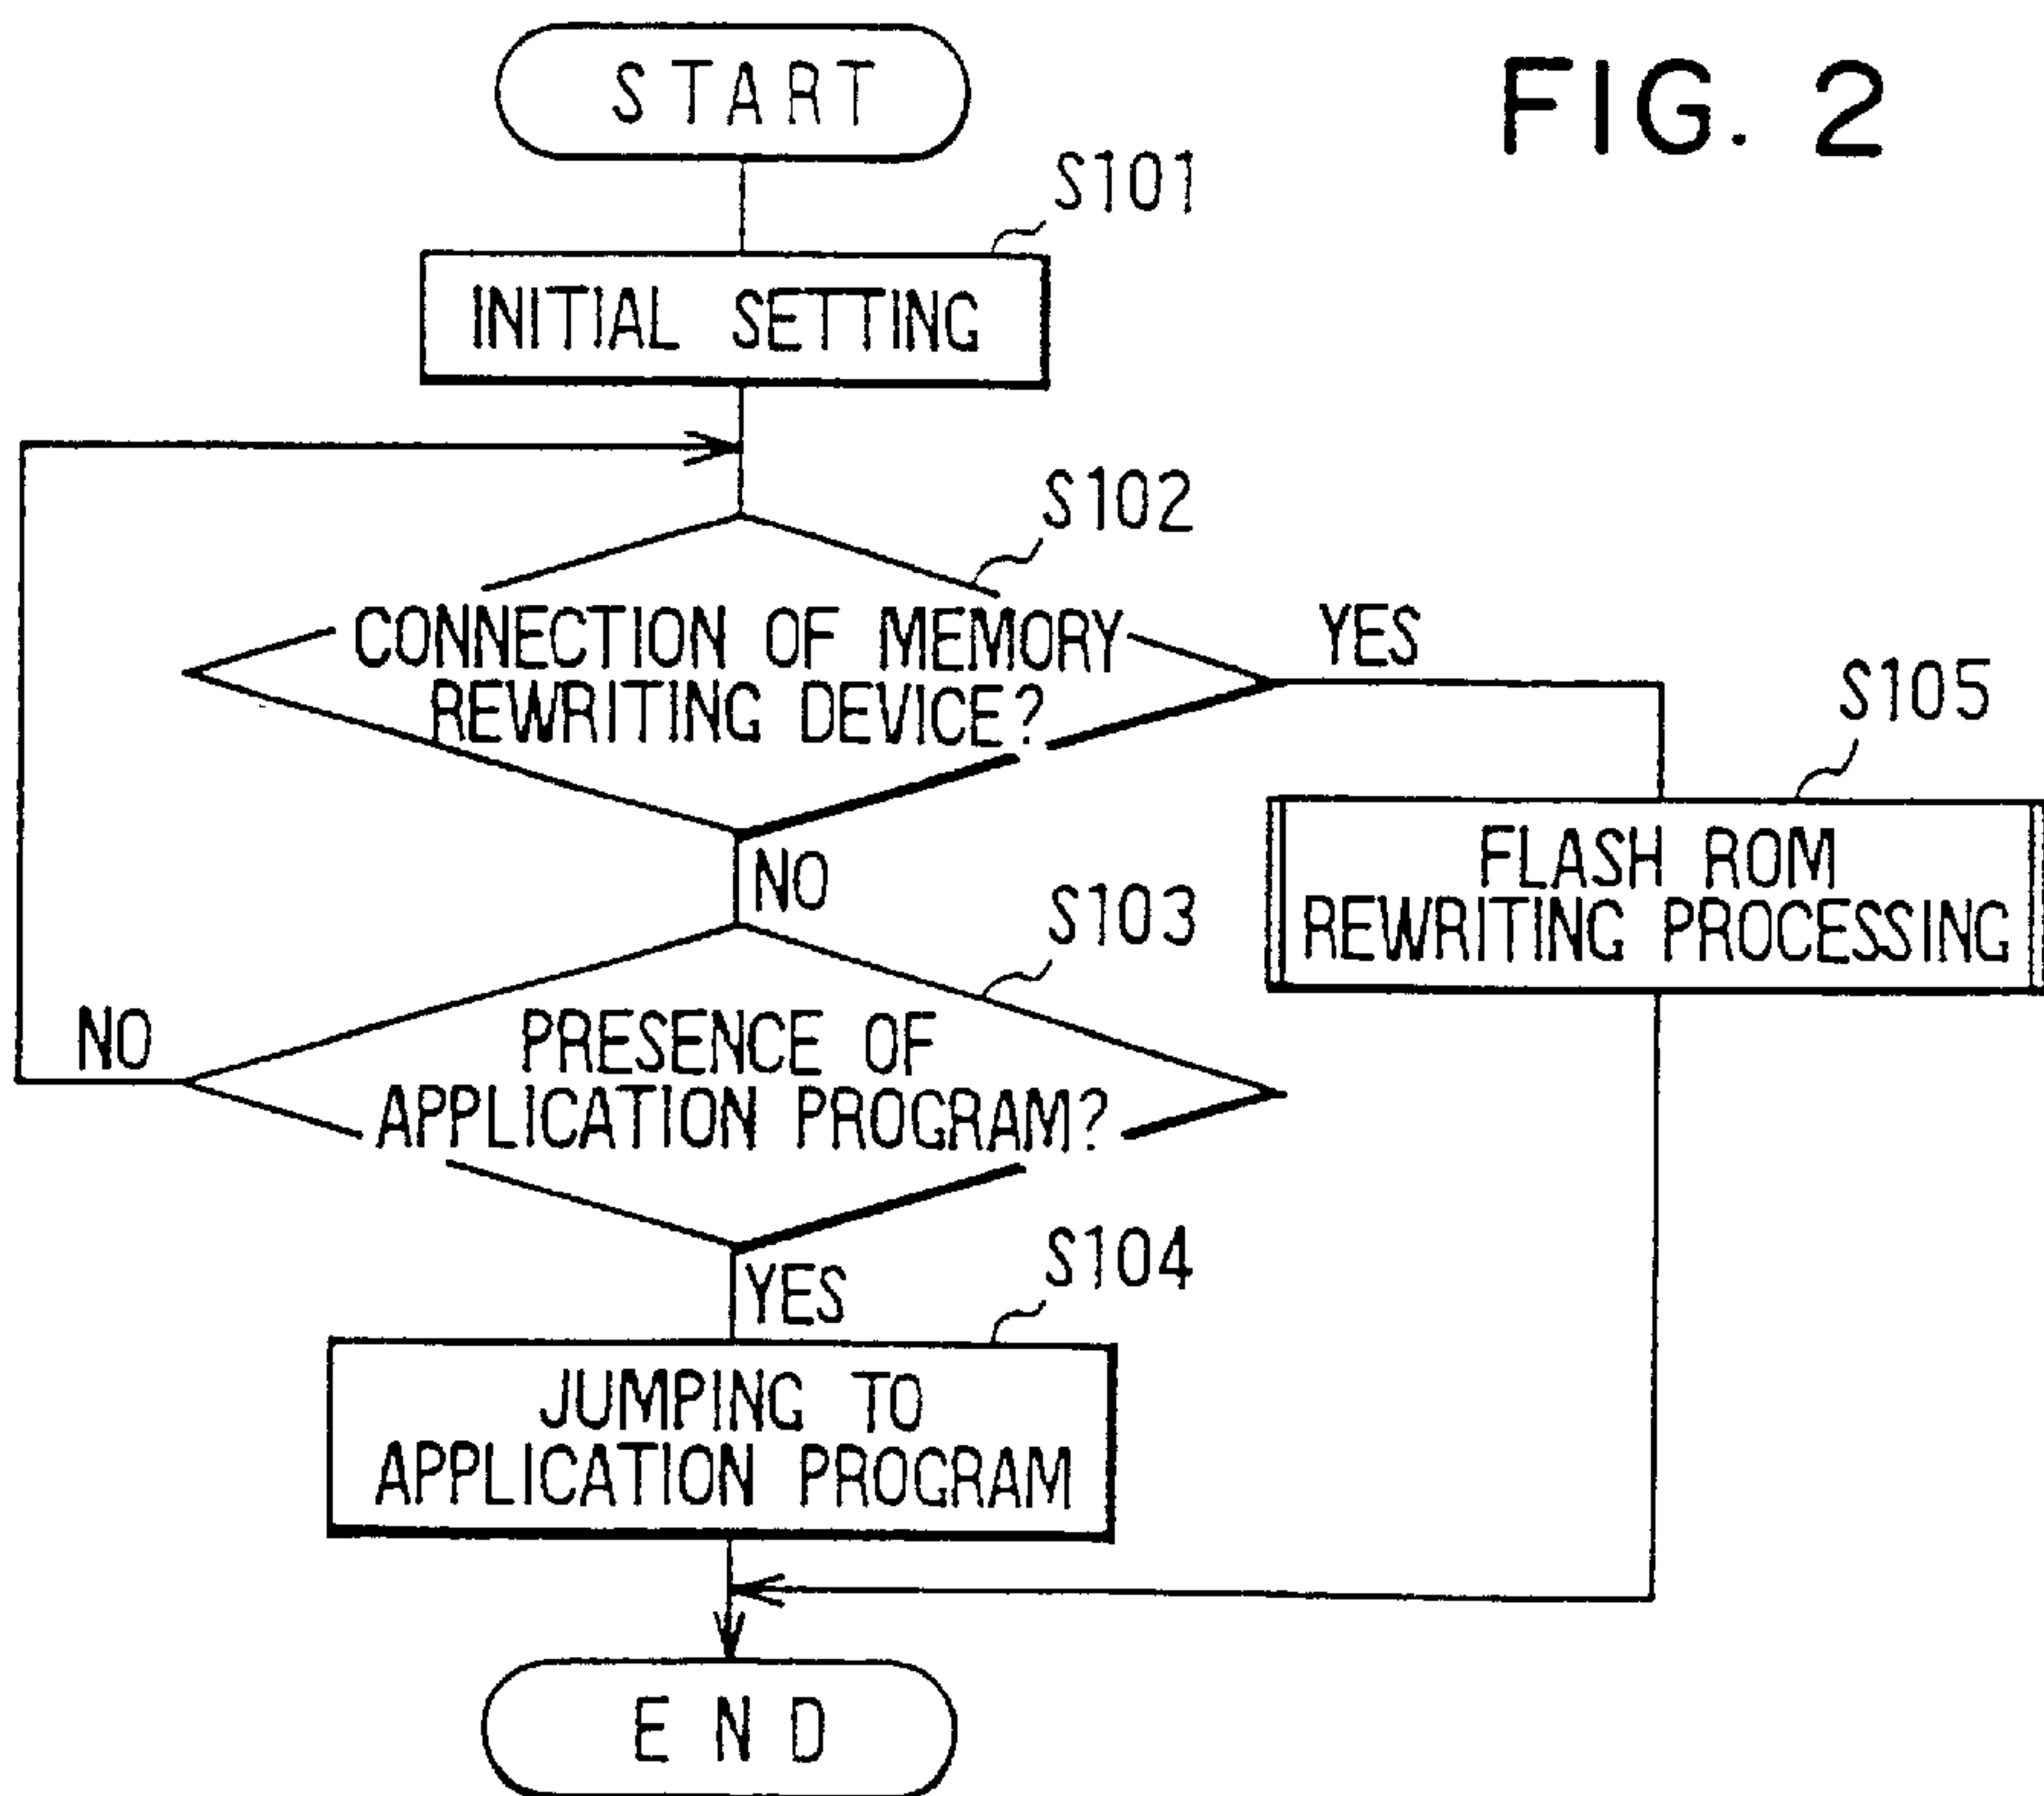 FIG. 2
START
S101
INITIAL SETTING
S102
CONNECTION OF MEMORY
REWRITING DEVICE?
YES
NO
S105
FLASH ROM
REWRITING PROCESSING
S103
PRESENCE OF
APPLICATION PROGRAM?
NO
YES
S104
JUMPING TO
APPLICATION PROGRAM
END